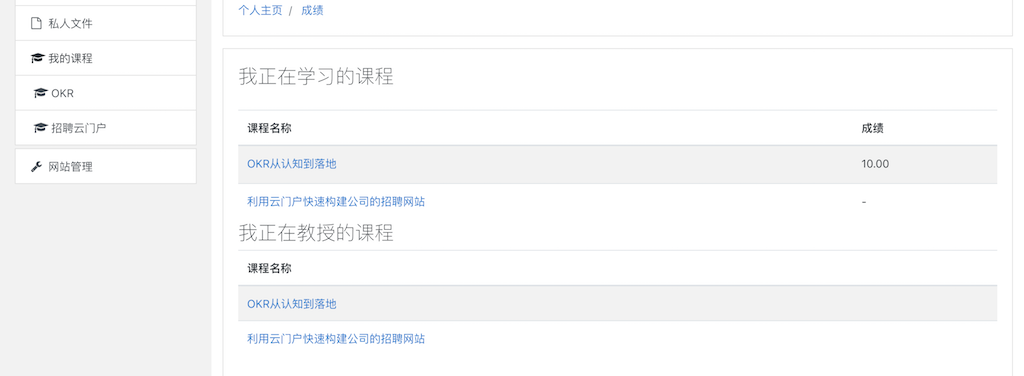 私人文件
我的课程
OKR
招聘云门户
网站管理
个人主页 / 成绩
我正在学习的课程
课程名称 成绩
OKR从认知到落地 10.00
利用云门户快速构建公司的招聘网站 -
我正在教授的课程
课程名称
OKR从认知到落地
利用云门户快速构建公司的招聘网站